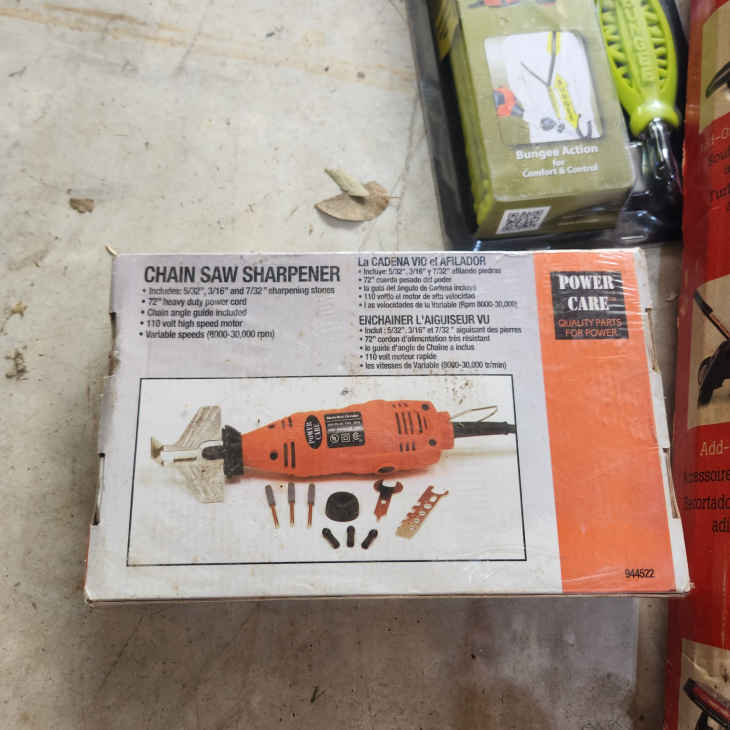 Bungee Action
for
Comfort & Control
CHAIN SAW SHARPENER
• Includes: 5/32", 3/16" and 7/32" sharpening stones
• 72" heavy duty power cord
• Chain angle guide included
• 110 volt high speed motor
• Variable speeds (8000-30,000 rpm)
La CADENA VIO el AFILADOR
• Incluye: 5/32", 3/16" y 7/32" afilando piedras
• 72" cuerda pesada del poder
• la guía del ángulo de Cadena incluyó
• 110 voltio el motor de alta velocidad
• Las velocidades de la Variable (rpm 8000-30,000)
ENCHAINER L'AIGUISEUR VU
• Inclut : 5/32", 3/16" et 7/32" aiguisant des pierres
• 72" cordon d'alimentation très résistant
• le guide d'angle de Chaîne a inclus
• 110 volt moteur rapide
• les vitesses de Variable (8000-30,000 tr/min)
POWER
CARE
QUALITY PARTS
FOR POWER
POWER
CARE
944522
Add-